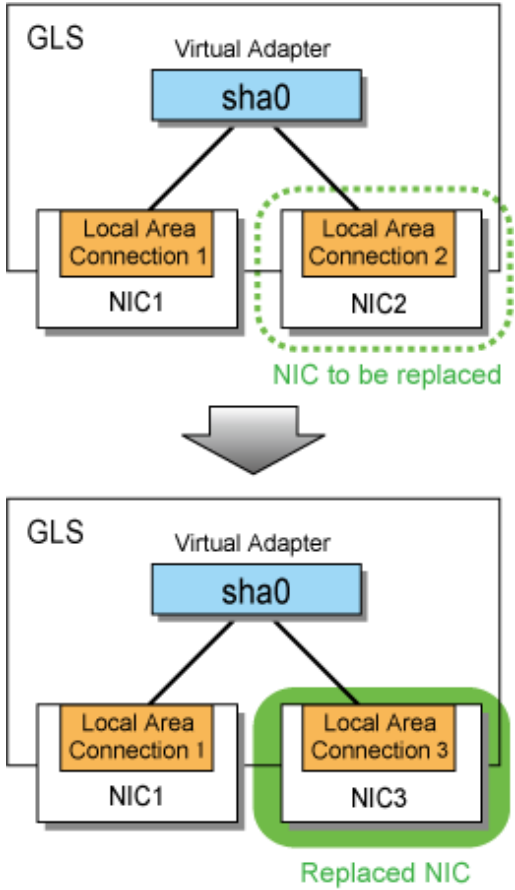 GLS
Virtual Adapter
sha0
Local Area
Connection 1
NIC1
Local Area
Connection 2
NIC2
NIC to be replaced
GLS
Virtual Adapter
sha0
Local Area
Connection 1
NIC1
Local Area
Connection 3
NIC3
Replaced NIC